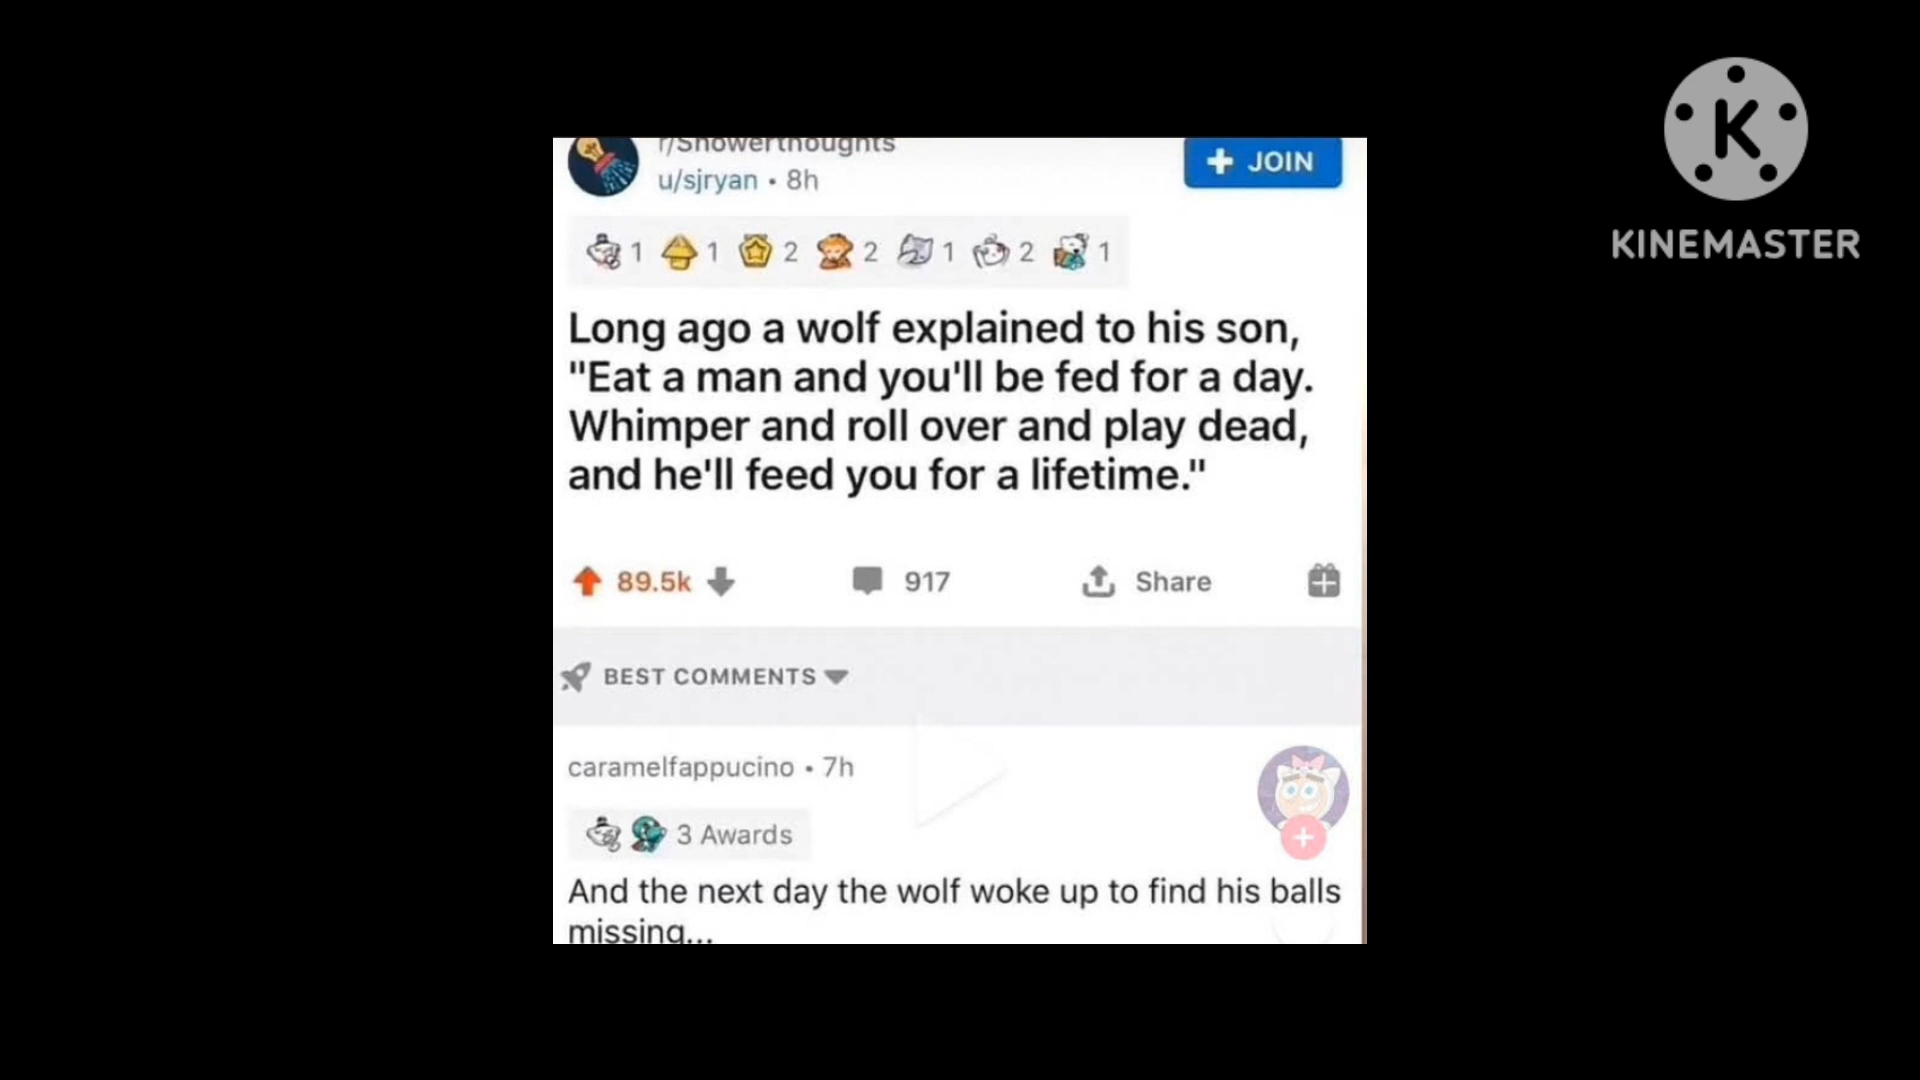 r/Showerthoughts
u/sjryan • 8h
+ JOIN
K
KINEMASTER
1 1 2 2 1 2 1
Long ago a wolf explained to his son,
"Eat a man and you'll be fed for a day.
Whimper and roll over and play dead,
and he'll feed you for a lifetime."
89.5k
917
Share
BEST COMMENTS
caramelfappucino • 7h
3 Awards
And the next day the wolf woke up to find his balls
missing...